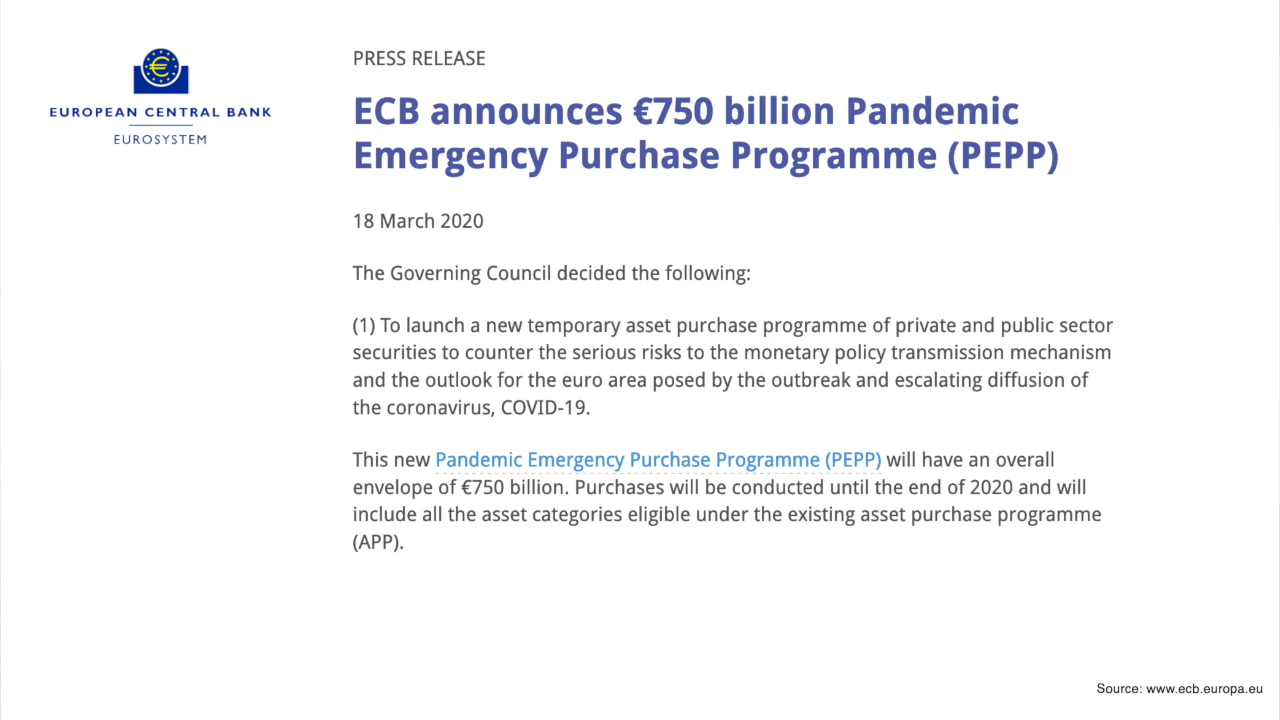 EUROPEAN CENTRAL BANK
EUROSYSTEM
PRESS RELEASE
ECB announces €750 billion Pandemic
Emergency Purchase Programme (PEPP)
18 March 2020
The Governing Council decided the following:
(1) To launch a new temporary asset purchase programme of private and public sector
securities to counter the serious risks to the monetary policy transmission mechanism
and the outlook for the euro area posed by the outbreak and escalating diffusion of
the coronavirus, COVID-19.
This new Pandemic Emergency Purchase Programme (PEPP) will have an overall
envelope of €750 billion. Purchases will be conducted until the end of 2020 and will
include all the asset categories eligible under the existing asset purchase programme
(APP).
Source: www.ecb.europa.eu